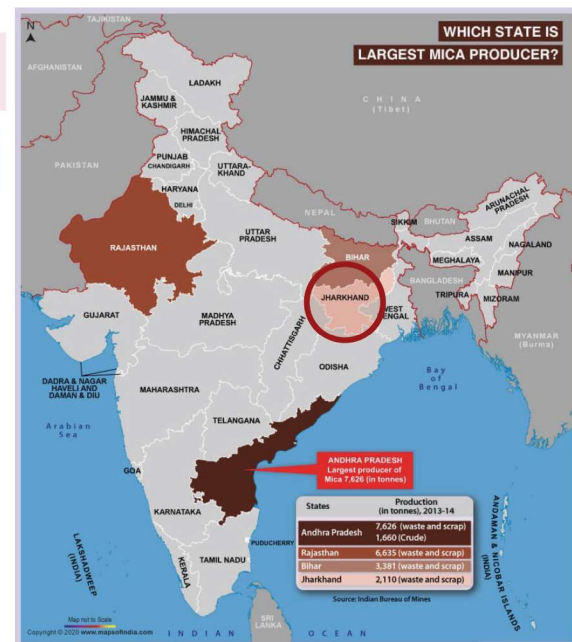 TAJIKISTAN
WHICH STATE IS
LARGEST MICA PRODUCER?
N
AFGHANISTAN
LADAKH
JAMMU &
KASHMIR
CHINA
(Tibet)
HIMACHAL
PRADESH
PAKISTAN
PUNJAB
CHANDIGARH
UTTARA-
KHAND
HARYANA
DELHI
ARUNACHAL
PRADESH
NEPAL
SIKKIM
BHUTAN
RAJASTHAN
UTTAR
PRADESH
ASSAM
NAGALAND
BIHAR
MEGHALAYA
MANIPUR
BANGLADESH
JHARKHAND
TRIPURA
MIZORAM
GUJARAT
MADHYA
PRADESH
WEST
BENGAL
CHHATTISGARH
MYANMAR
(Burma)
ODISHA
DADRA & NAGAR
HAVELI AND
DAMAN & DIU
MAHARASHTRA
Bay
of
Bengal
Arabian
Sea
TELANGANA
ANDHRA PRADESH
Largest producer of
Mica 7,626 (in tonnes)
GOA
KARNATAKA
States Production
(in tonnes), 2013-14
Andhra Pradesh 7,626 (waste and scrap)
1,660 (Crude)
Rajasthan 6,635 (waste and scrap)
Bihar 3,381 (waste and scrap)
Jharkhand 2,110 (waste and scrap)
Source: Indian Bureau of Mines
ANDAMAN & NICOBAR ISLANDS
(INDIA)
LAKSHADWEEP
(INDIA)
PUDUCHERRY
TAMIL NADU
KERALA
SRI
LANKA
Map not to Scale
Copyright © 2020 www.mapsofindia.com
INDIAN OCEAN